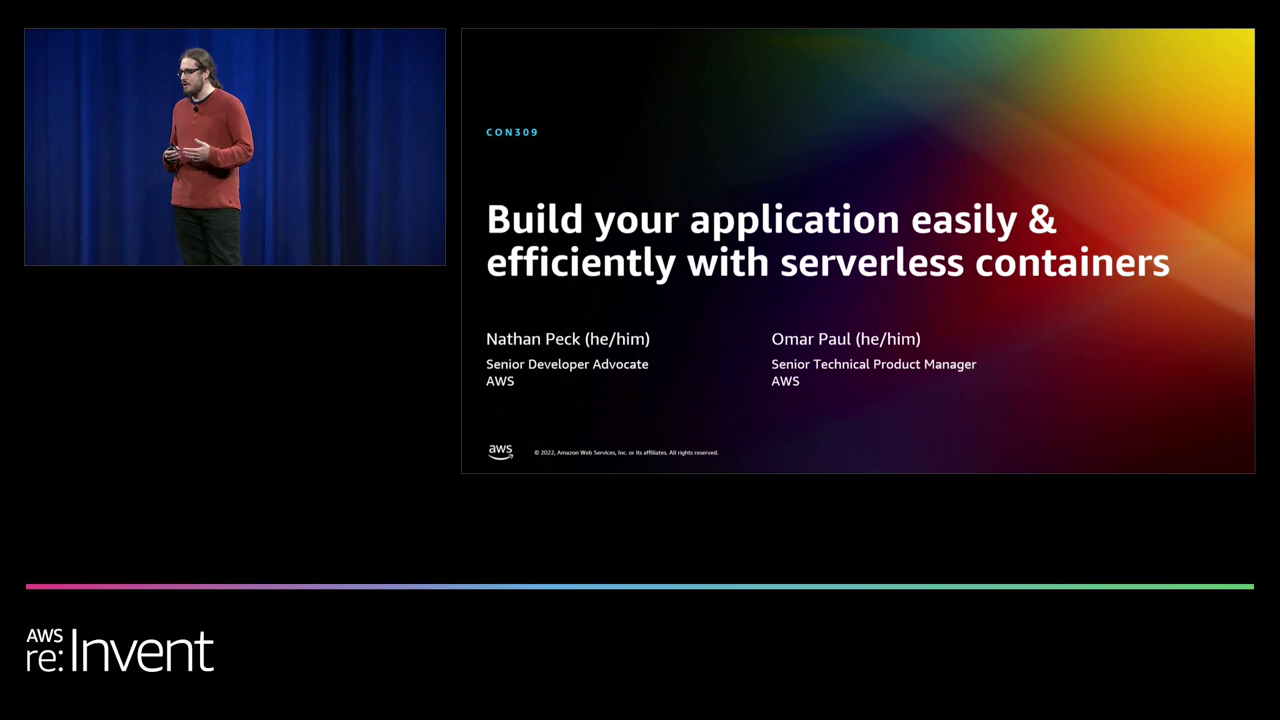 CON309
Build your application easily &
efficiently with serverless containers
Nathan Peck (he/him)
Senior Developer Advocate
AWS
Omar Paul (he/him)
Senior Technical Product Manager
AWS
aws
© 2022, Amazon Web Services, Inc. or its affiliates. All rights reserved.
AWS
re:Invent